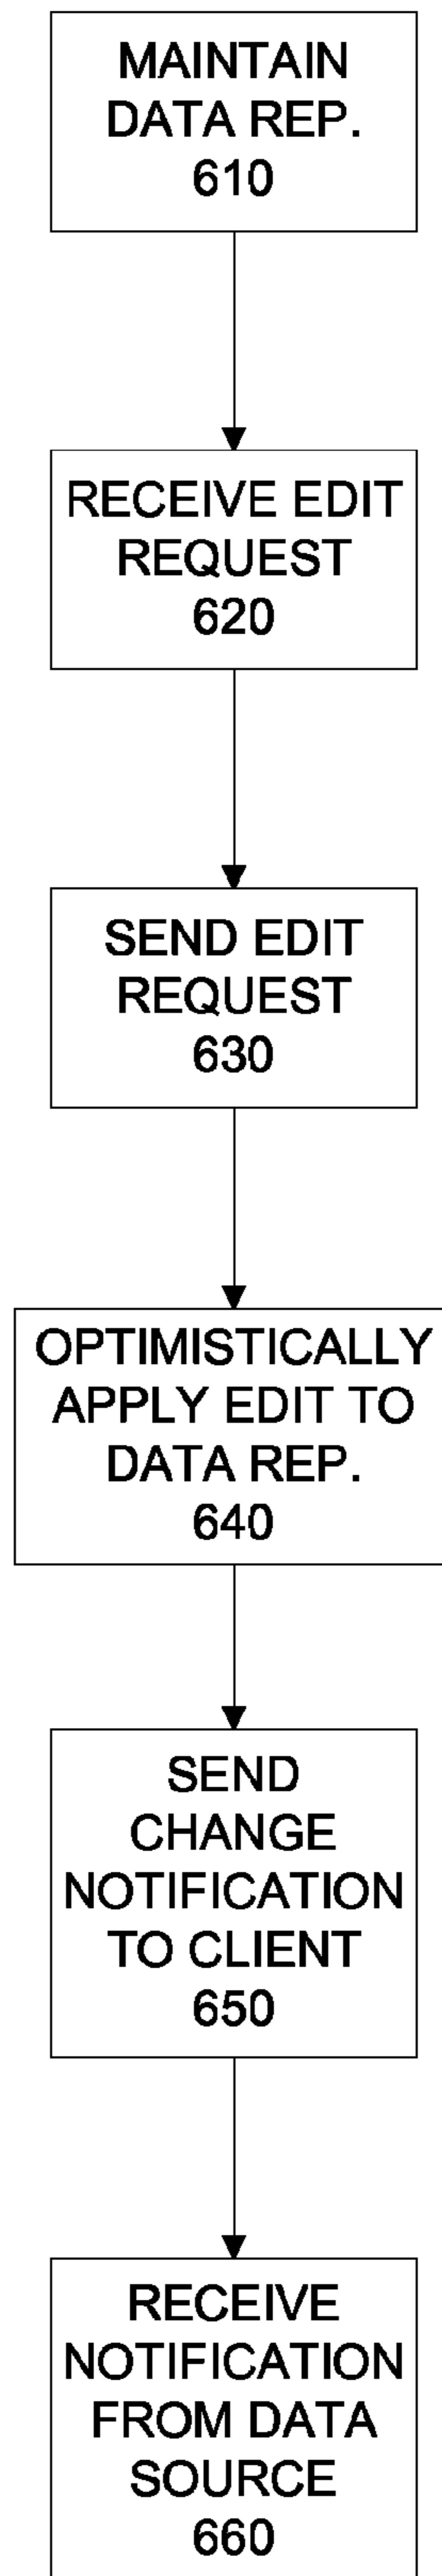 MAINTAIN
DATA REP.
610
RECEIVE EDIT
REQUEST
620
SEND EDIT
REQUEST
630
OPTIMISTICALLY
APPLY EDIT TO
DATA REP.
640
SEND
CHANGE
NOTIFICATION
TO CLIENT
650
RECEIVE
NOTIFICATION
FROM DATA
SOURCE
660